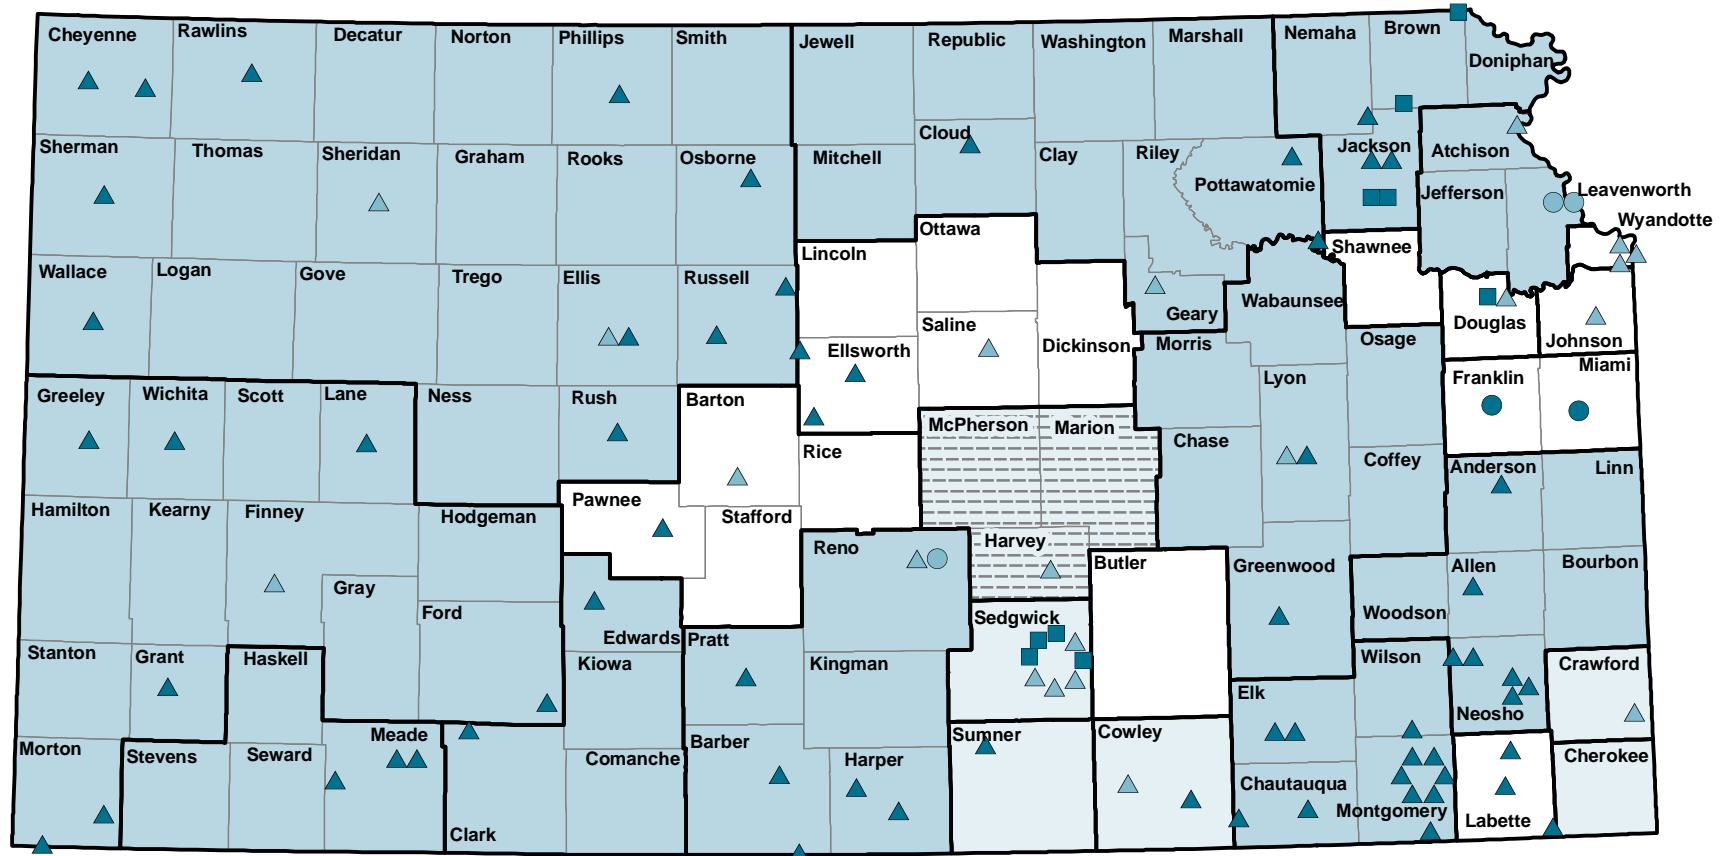 Cheyenne
Rawlins
Decatur
Norton
Phillips
Smith
Jewell
Republic
Washington
Marshall
Nemaha
Brown
Doniphan
Sherman
Thomas
Sheridan
Graham
Rooks
Osborne
Mitchell
Cloud
Clay
Riley
Pottawatomie
Jackson
Atchison
Jefferson
Leavenworth
Wyandotte
Wallace
Logan
Gove
Trego
Ellis
Russell
Lincoln
Ottawa
Saline
Dickinson
Geary
Wabaunsee
Shawnee
Douglas
Johnson
Ellsworth
Morris
Osage
Franklin
Miami
Greeley
Wichita
Scott
Lane
Ness
Rush
Barton
Rice
McPherson
Marion
Chase
Lyon
Coffey
Anderson
Linn
Hamilton
Kearny
Finney
Hodgeman
Pawnee
Stafford
Reno
Harvey
Butler
Greenwood
Woodson
Allen
Bourbon
Gray
Ford
Edwards
Stanton
Grant
Haskell
Kiowa
Pratt
Kingman
Sedgwick
Elk
Wilson
Neosho
Crawford
Morton
Stevens
Seward
Meade
Clark
Comanche
Barber
Harper
Sumner
Cowley
Chautauqua
Montgomery
Labette
Cherokee